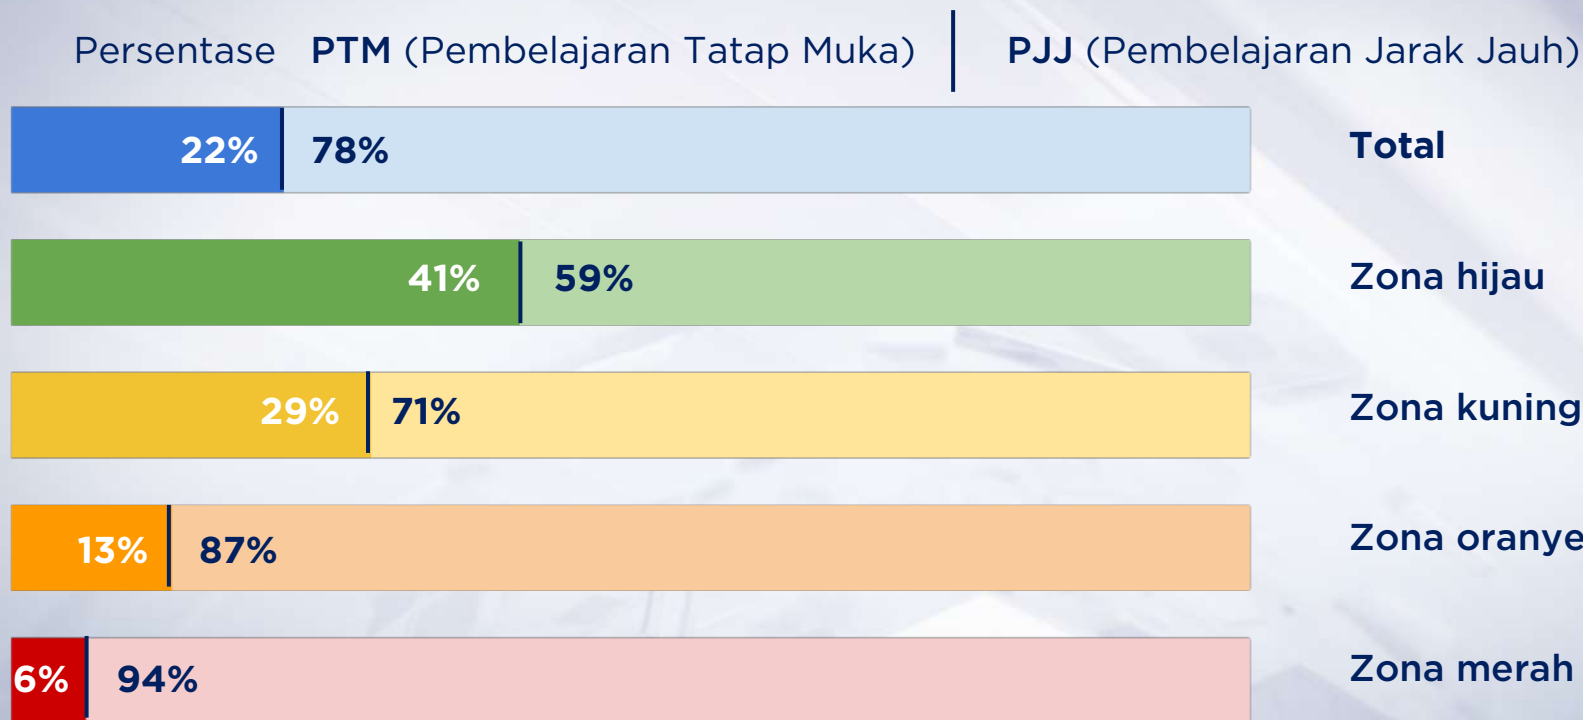 Persentase PTM (Pembelajaran Tatap Muka) PJJ (Pembelajaran Jarak Jauh)
22% 78% Total
41% 59% Zona hijau
29% 71% Zona kuning
13% 87% Zona oranye
6% 94% Zona merah